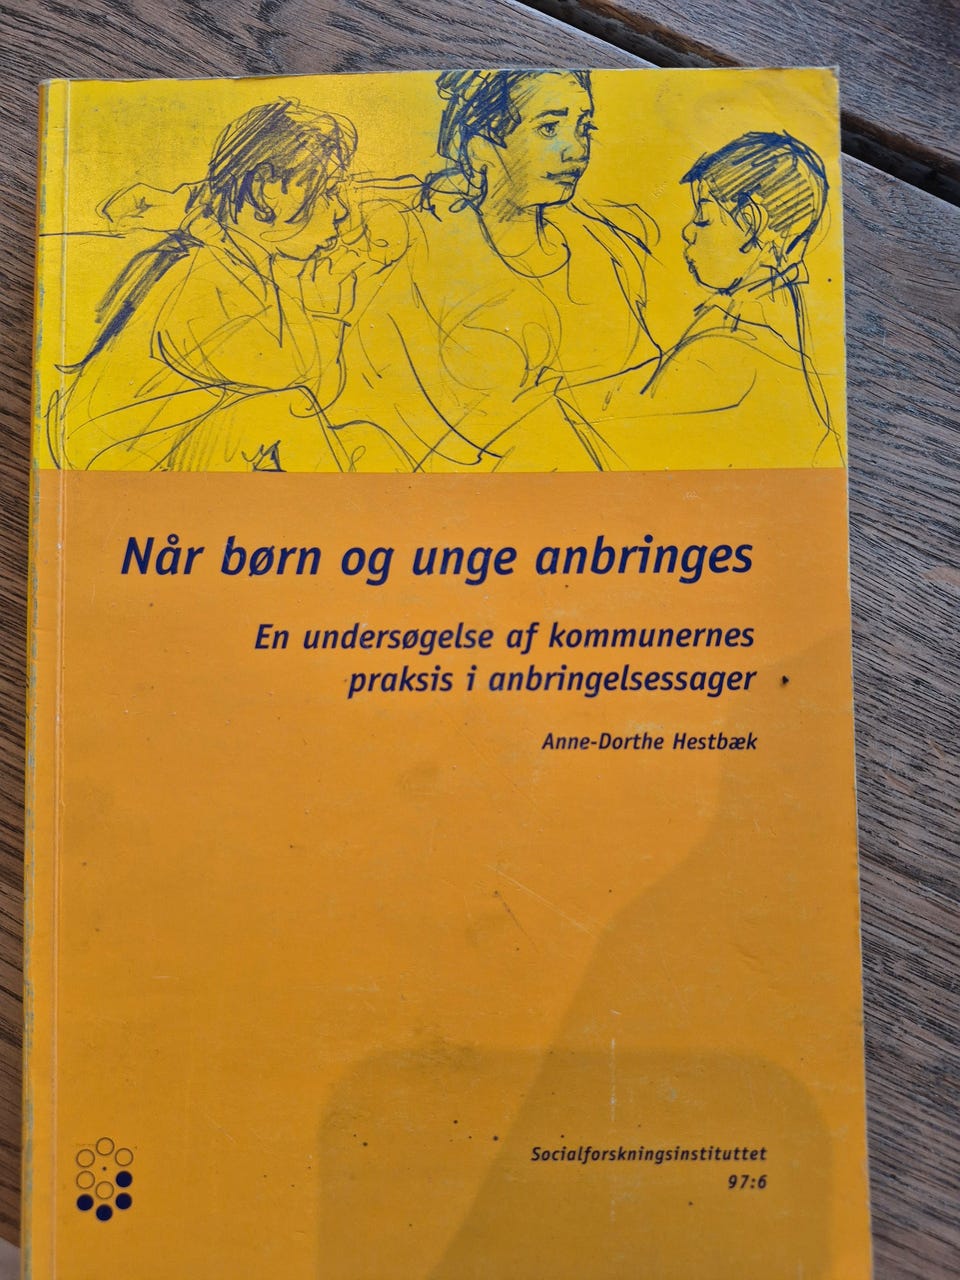 Når børn og unge anbringes
En undersøgelse af kommunernes
praksis i anbringelsessager
Anne-Dorthe Hestbæk
Socialforskningsinstituttet
97:6